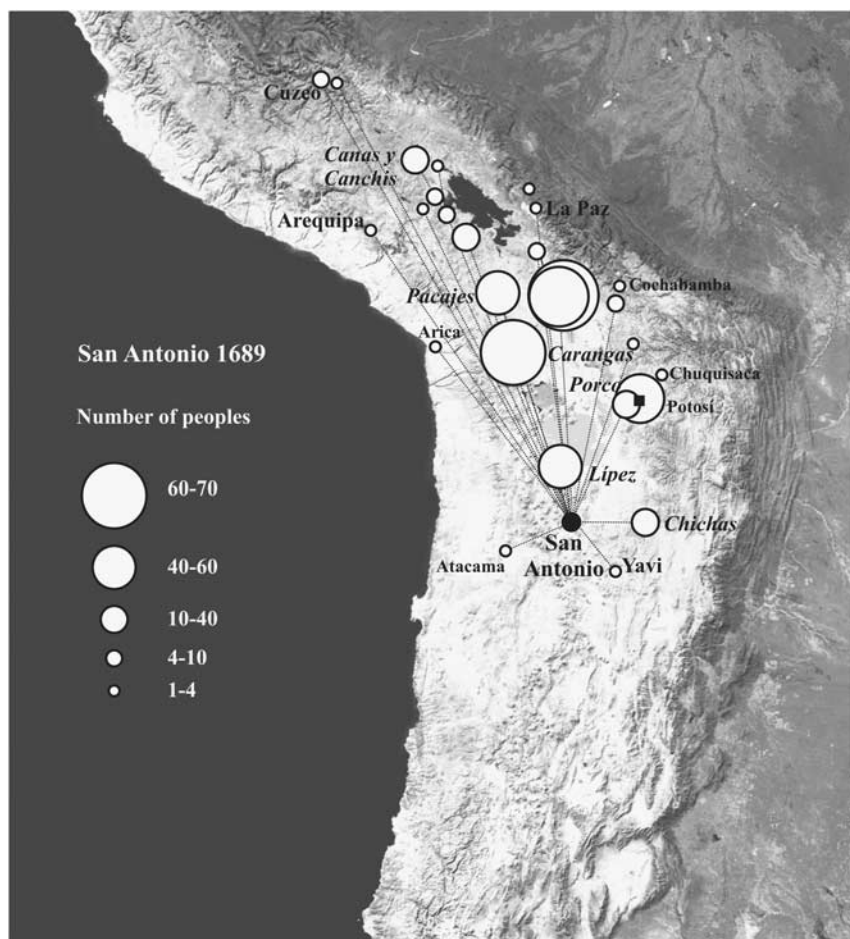 Cuzeo
Canas y
Canchis
La Paz
Arequipa
Pacajes
Cochabamba
Arica
Carangas
San Antonio 1689
Porco
Chuquisaca
Potosí
Number of peoples
Lípez
60-70
Chichas
San
Antonio
Yavi
Atacama
40-60
10-40
4-10
1-4